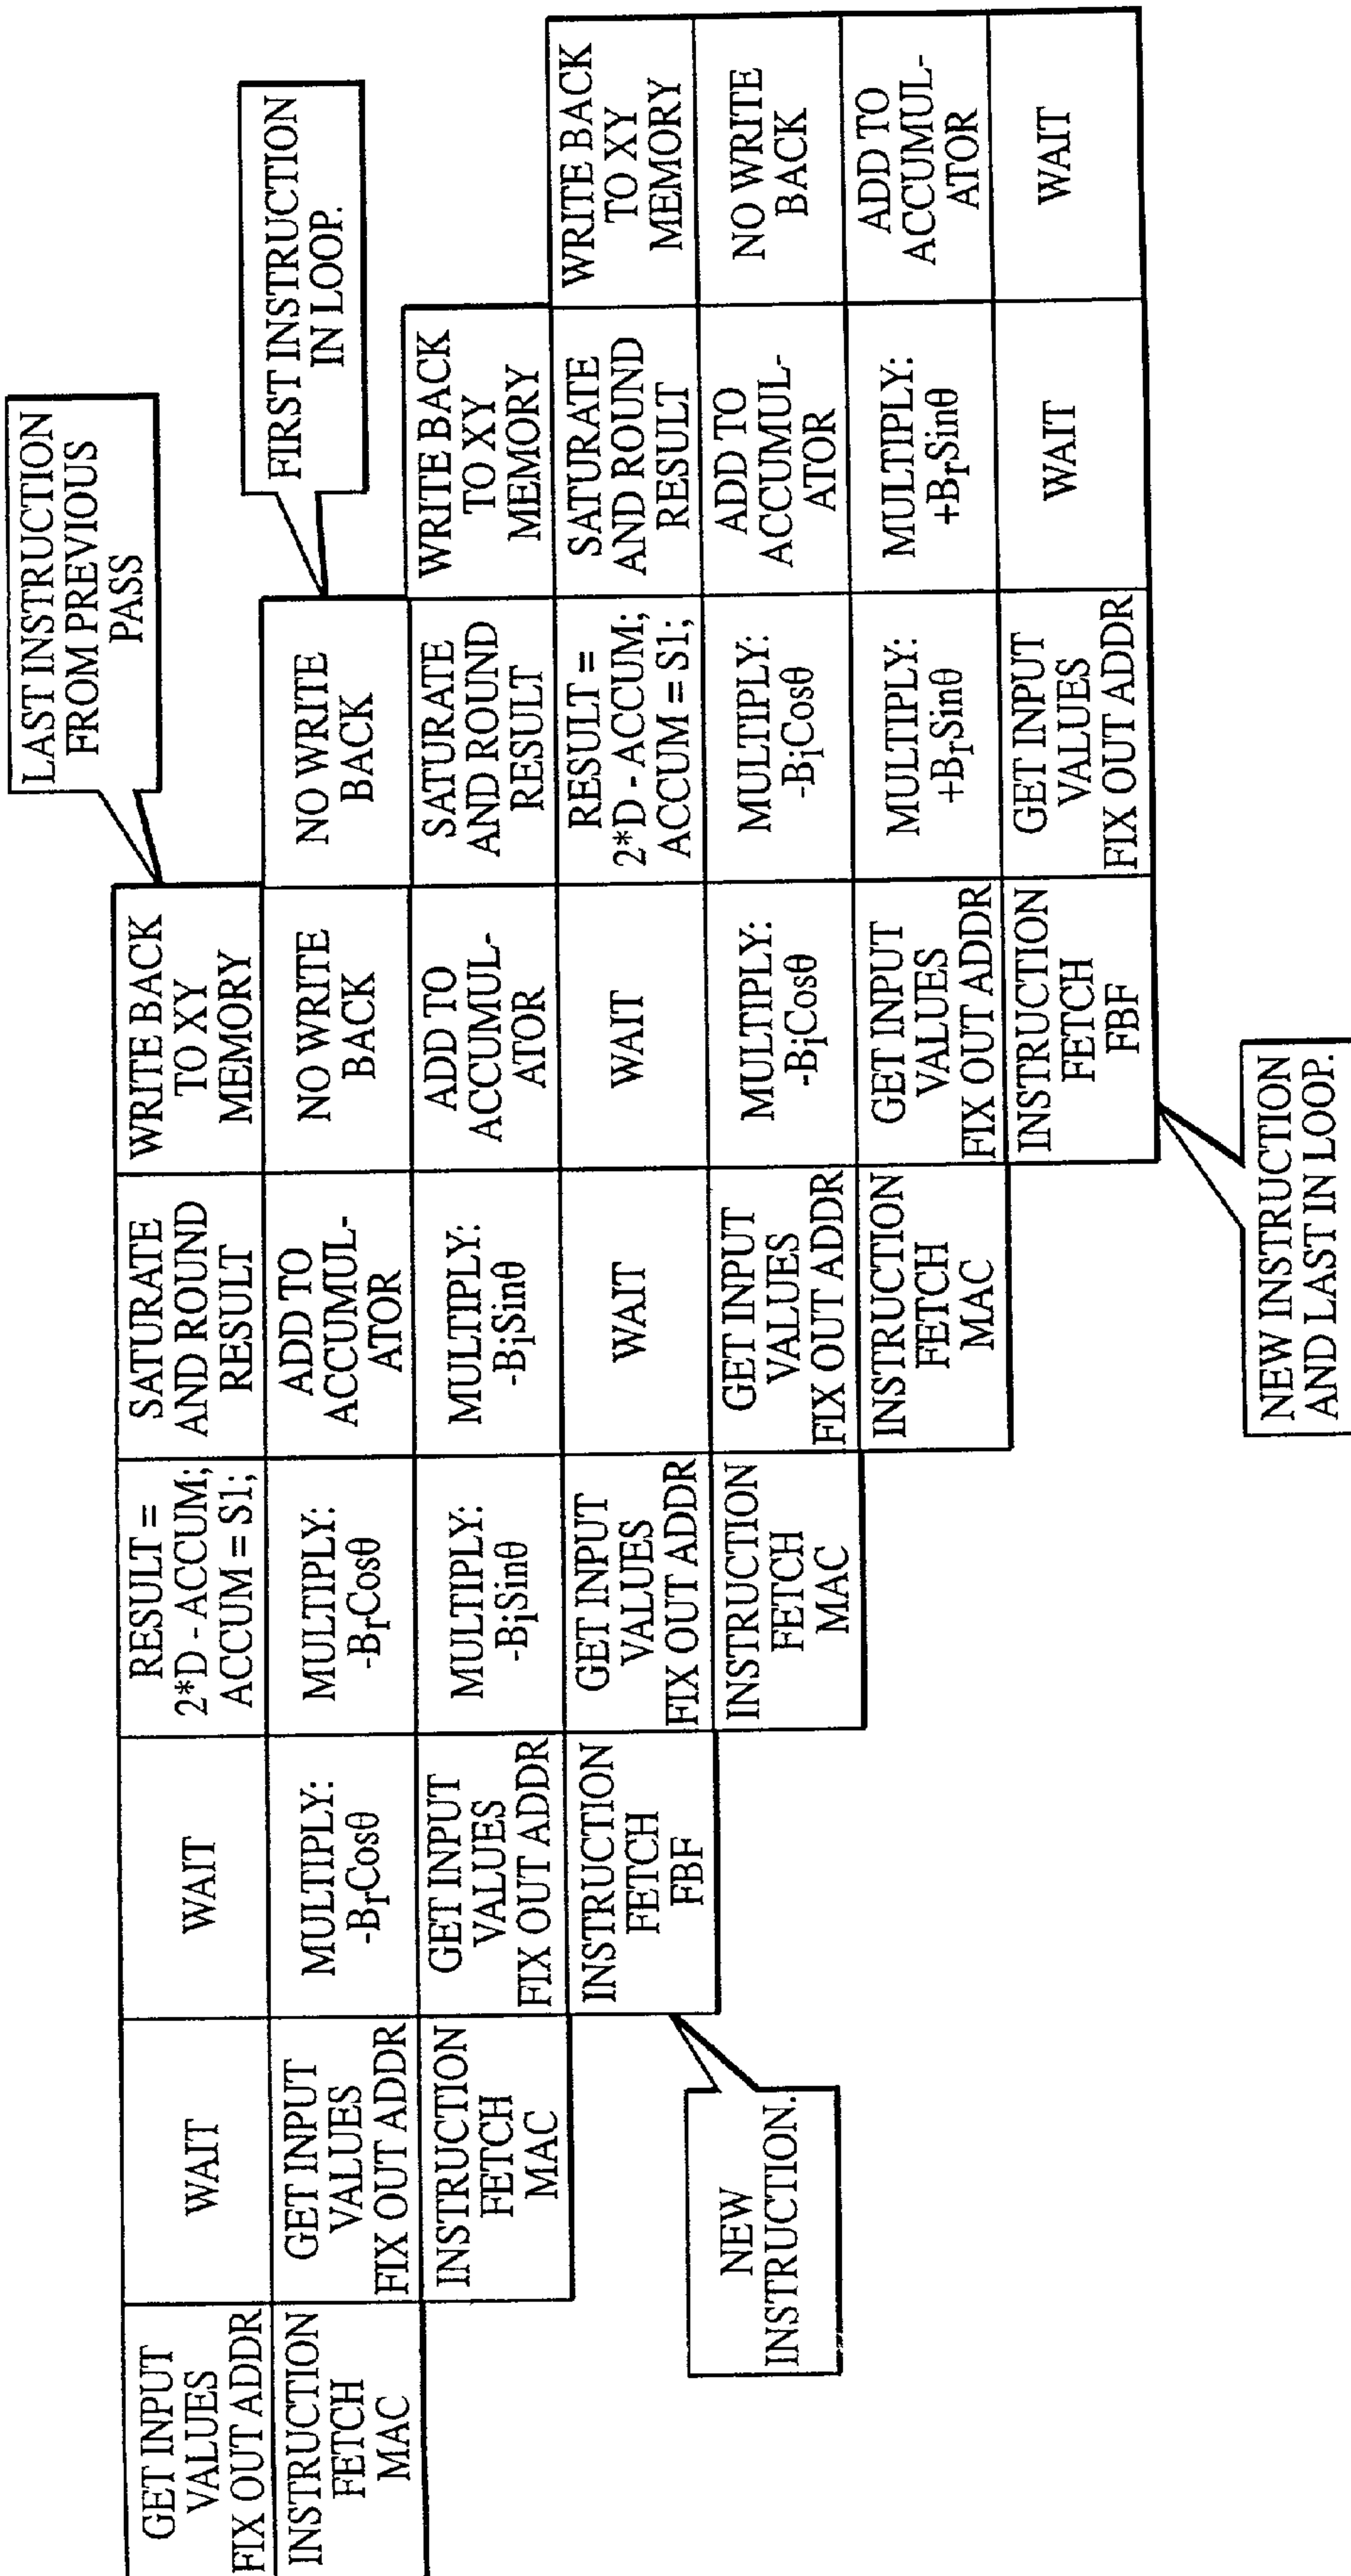 LAST INSTRUCTION
FROM PREVIOUS
PASS
GET INPUT
VALUES
FIX OUT ADDR
WAIT
WAIT
RESULT =
2*D - ACCUM;
ACCUM = S1;
SATURATE
AND ROUND
RESULT
WRITE BACK
TO XY
MEMORY
FIRST INSTRUCTION
IN LOOP.
INSTRUCTION
FETCH
MAC
GET INPUT
VALUES
FIX OUT ADDR
MULTIPLY:
-BrCosθ
MULTIPLY:
-BrCosθ
ADD TO
ACCUMUL-
ATOR
NO WRITE
BACK
NO WRITE
BACK
INSTRUCTION
FETCH
MAC
GET INPUT
VALUES
FIX OUT ADDR
MULTIPLY:
-BiSinθ
MULTIPLY:
-BiSinθ
ADD TO
ACCUMUL-
ATOR
SATURATE
AND ROUND
RESULT
WRITE BACK
TO XY
MEMORY
INSTRUCTION
FETCH
FBF
GET INPUT
VALUES
FIX OUT ADDR
WAIT
WAIT
RESULT =
2*D - ACCUM;
ACCUM = S1;
SATURATE
AND ROUND
RESULT
WRITE BACK
TO XY
MEMORY
NEW
INSTRUCTION.
INSTRUCTION
FETCH
MAC
GET INPUT
VALUES
FIX OUT ADDR
MULTIPLY:
-BiCosθ
MULTIPLY:
-BiCosθ
ADD TO
ACCUMUL-
ATOR
NO WRITE
BACK
INSTRUCTION
FETCH
MAC
GET INPUT
VALUES
FIX OUT ADDR
MULTIPLY:
+BrSinθ
MULTIPLY:
+BrSinθ
ADD TO
ACCUMUL-
ATOR
INSTRUCTION
FETCH
FBF
GET INPUT
VALUES
FIX OUT ADDR
WAIT
WAIT
NEW INSTRUCTION
AND LAST IN LOOP.